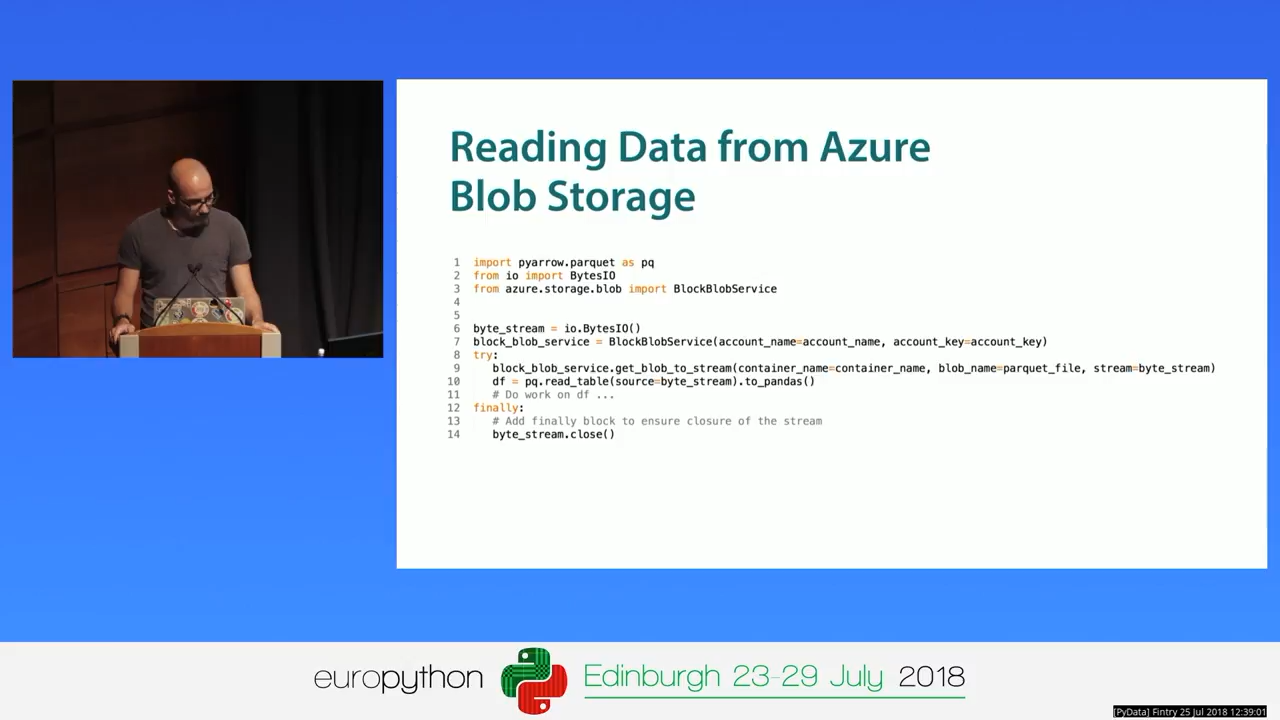 Reading Data from Azure
Blob Storage
1 import pyarrow.parquet as pq
2 from io import BytesIO
3 from azure.storage.blob import BlockBlobService
4
5
6 byte_stream = io.BytesIO()
7 block_blob_service = BlockBlobService(account_name=account_name, account_key=account_key)
8 try:
9 block_blob_service.get_blob_to_stream(container_name=container_name, blob_name=parquet_file, stream=byte_stream)
10 df = pq.read_table(source=byte_stream).to_pandas()
11 # Do work on df ...
12 finally:
13 # Add finally block to ensure closure of the stream
14 byte_stream.close()
europython Edinburgh 23-29 July 2018
[PyData] Fintry 25 Jul 2018 12:39:01